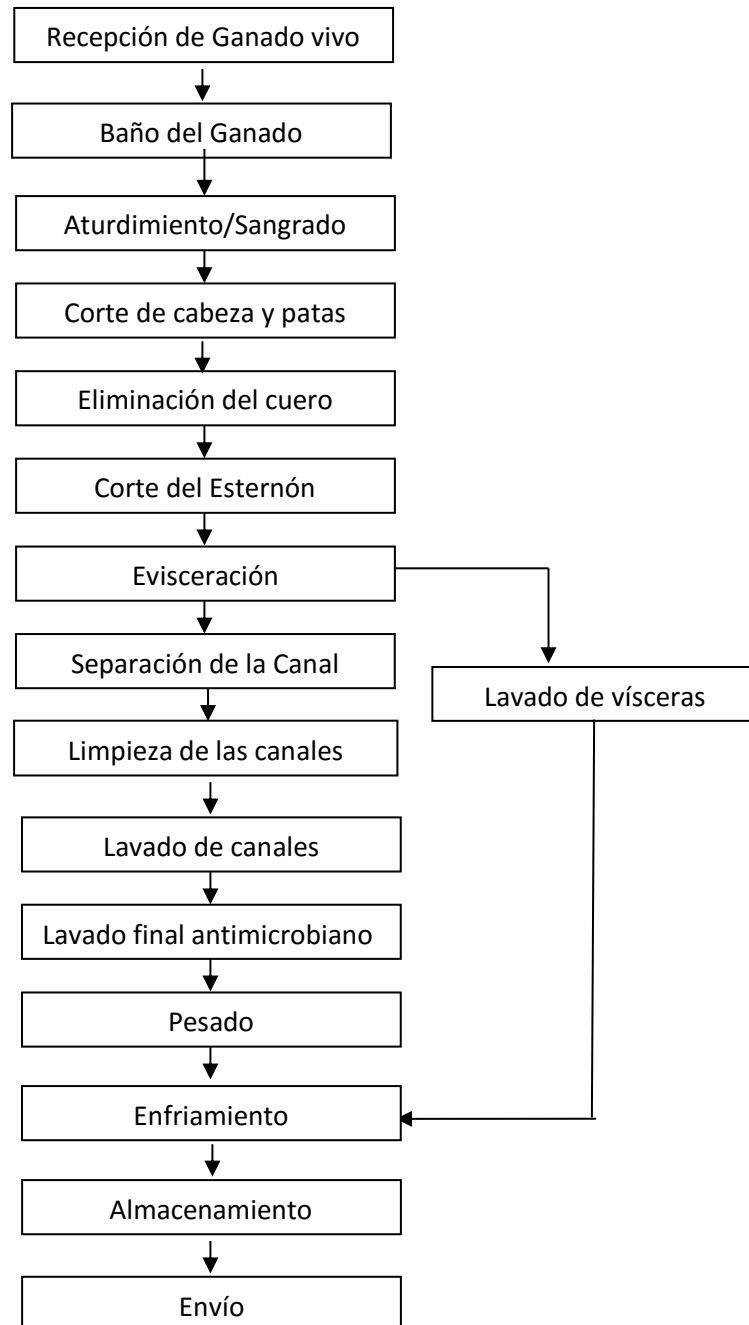 Recepción de Ganado vivo
Baño del Ganado
Aturdimiento/Sangrado
Corte de cabeza y patas
Eliminación del cuero
Corte del Esternón
Evisceración
Separación de la Canal
Lavado de vísceras
Limpieza de las canales
Lavado de canales
Lavado final antimicrobiano
Pesado
Enfriamiento
Almacenamiento
Envío